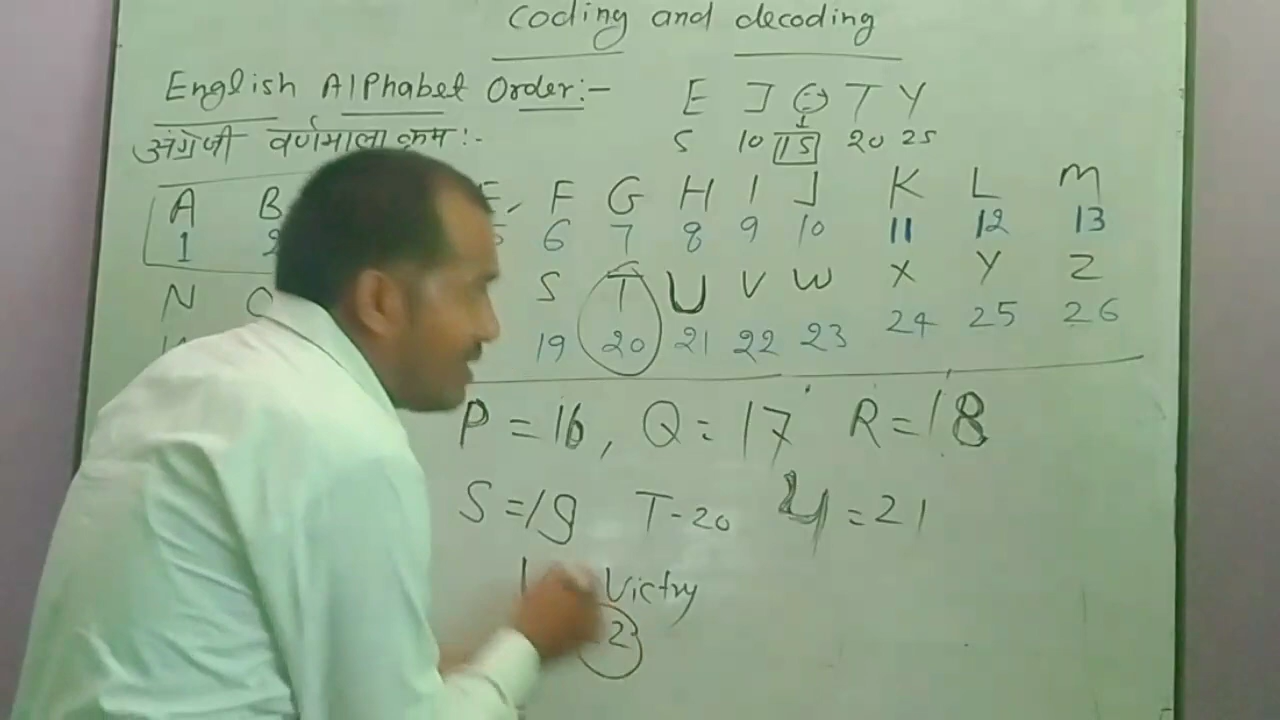 Coding and decoding
English AlPhabet Order:-
E J O T Y
अंग्रेजी वर्णमाला क्रम :-
5 10 15 20 25
A B F G H I J K L M
1 2 6 7 8 9 10 11 12 13
N S T U V W X Y Z
19 20 21 22 23 24 25 26
P = 16, Q = 17 R = 18
S = 19 T - 20 U = 21
Victry
2